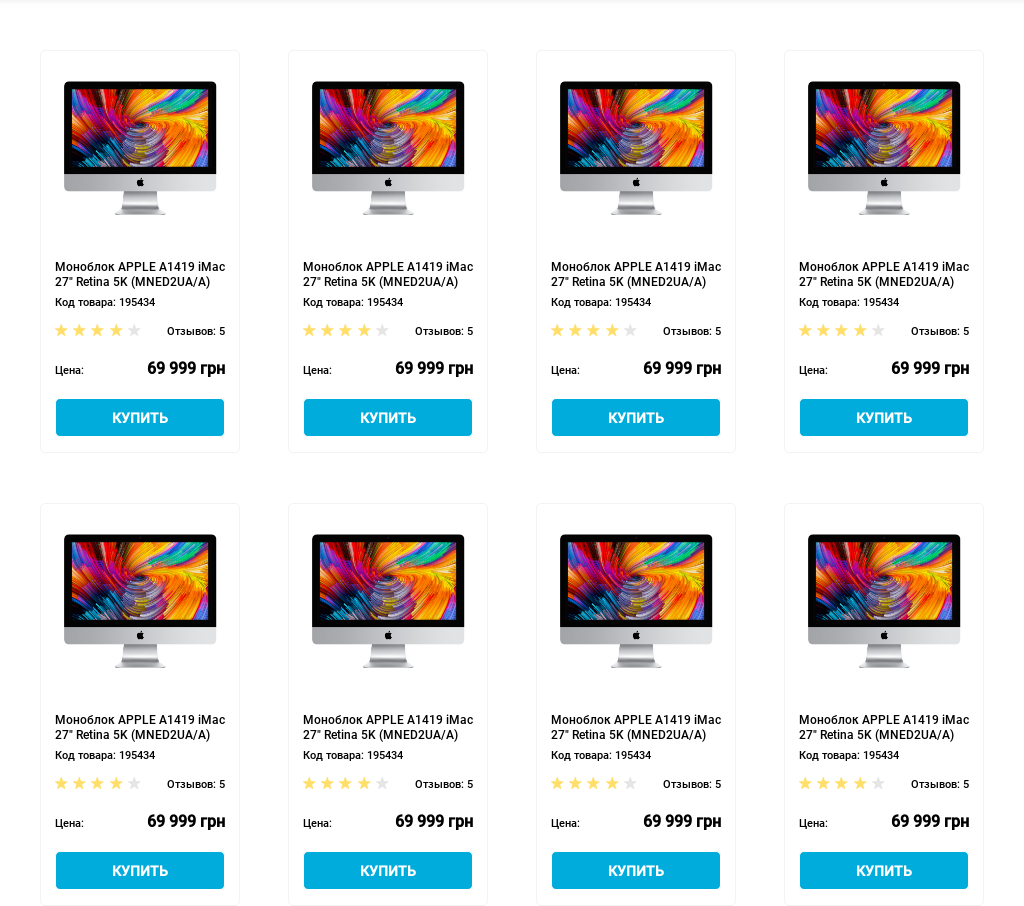 Моноблок APPLE A1419 iMac
27" Retina 5K (MNED2UA/A)
Код товара: 195434
Отзывов: 5
Цена: 69 999 грн
КУПИТЬ
Моноблок APPLE A1419 iMac
27" Retina 5K (MNED2UA/A)
Код товара: 195434
Отзывов: 5
Цена: 69 999 грн
КУПИТЬ
Моноблок APPLE A1419 iMac
27" Retina 5K (MNED2UA/A)
Код товара: 195434
Отзывов: 5
Цена: 69 999 грн
КУПИТЬ
Моноблок APPLE A1419 iMac
27" Retina 5K (MNED2UA/A)
Код товара: 195434
Отзывов: 5
Цена: 69 999 грн
КУПИТЬ
Моноблок APPLE A1419 iMac
27" Retina 5K (MNED2UA/A)
Код товара: 195434
Отзывов: 5
Цена: 69 999 грн
КУПИТЬ
Моноблок APPLE A1419 iMac
27" Retina 5K (MNED2UA/A)
Код товара: 195434
Отзывов: 5
Цена: 69 999 грн
КУПИТЬ
Моноблок APPLE A1419 iMac
27" Retina 5K (MNED2UA/A)
Код товара: 195434
Отзывов: 5
Цена: 69 999 грн
КУПИТЬ
Моноблок APPLE A1419 iMac
27" Retina 5K (MNED2UA/A)
Код товара: 195434
Отзывов: 5
Цена: 69 999 грн
КУПИТЬ